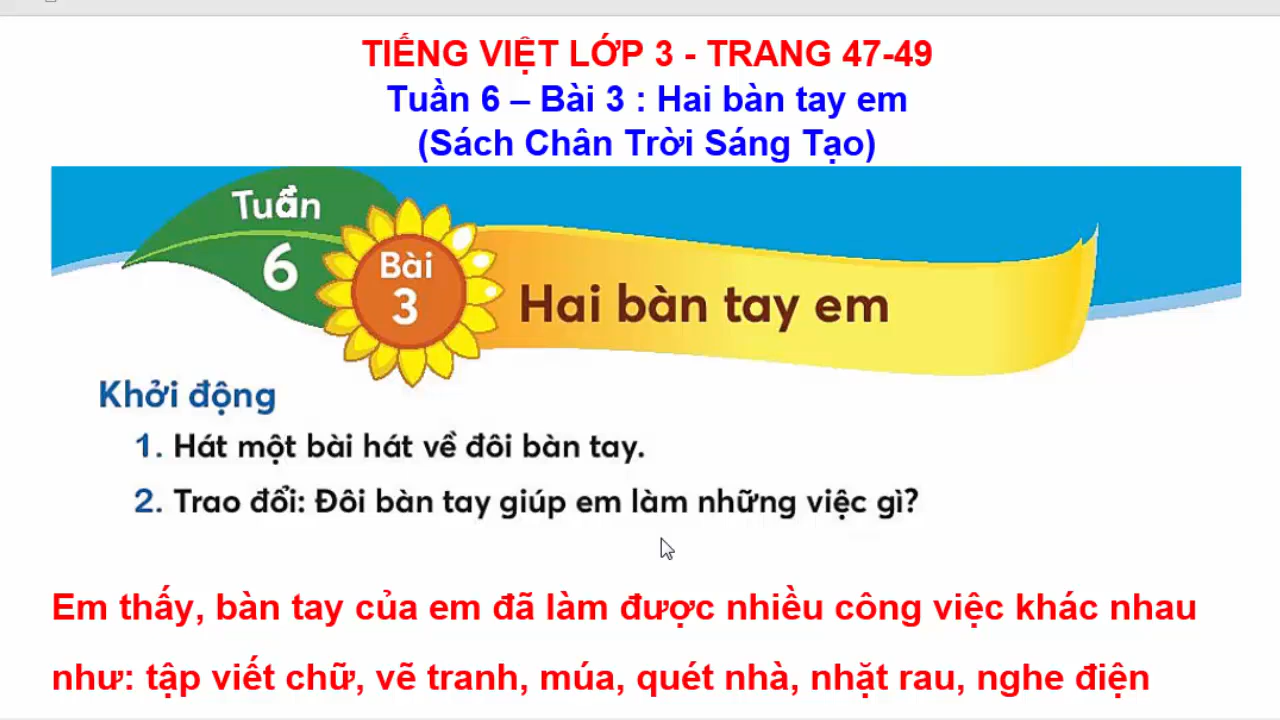 TIẾNG VIỆT LỚP 3 - TRANG 47-49
Tuần 6 – Bài 3 : Hai bàn tay em
(Sách Chân Trời Sáng Tạo)
Tuần
6
Bài
3
Hai bàn tay em
Khởi động
1. Hát một bài hát về đôi bàn tay.
2. Trao đổi: Đôi bàn tay giúp em làm những việc gì?
Em thấy, bàn tay của em đã làm được nhiều công việc khác nhau
như: tập viết chữ, vẽ tranh, múa, quét nhà, nhặt rau, nghe điện